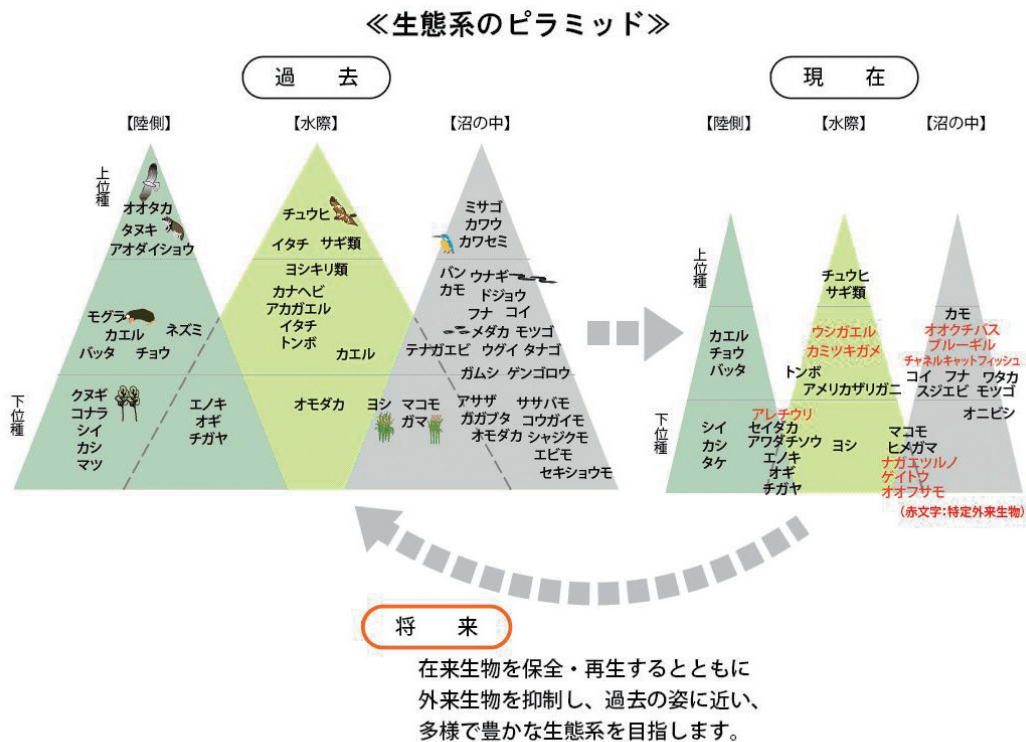 ≪生態系のピラミッド≫
過　去
【陸側】
【水際】
【沼の中】
上位種
下位種
オオタカ
タヌキ
アオダイショウ
モグラ
カエル
ネズミ
バッタ
チョウ
クヌギ
コナラ
シイ
カシ
マツ
エノキ
オギ
チガヤ
チュウヒ
イタチ
サギ類
ヨシキリ類
カナヘビ
アカガエル
イタチ
トンボ
カエル
オモダカ
ヨシ
マコモ
ガマ
ミサゴ
カワウ
カワセミ
バン
ウナギ
カモ
ドジョウ
フナ
コイ
メダカ
モツゴ
テナガエビ
ウグイ
タナゴ
ガムシ
ゲンゴロウ
アサザ
ササバモ
ガガブタ
コウガイモ
オモダカ
シャジクモ
エビモ
セキショウモ
現　在
【陸側】
【水際】
【沼の中】
上位種
下位種
カエル
チョウ
バッタ
シイ
カシ
タケ
アレチウリ
セイダカ
アワダチソウ
エノキ
オギ
チガヤ
チュウヒ
サギ類
ウシガエル
カミツキガメ
トンボ
アメリカザリガニ
ヨシ
マコモ
ヒメガマ
ナガエツルノ
ゲイトウ
オオフサモ
カモ
オオクチバス
ブルーギル
チャネルキャットフィッシュ
コイ
フナ
ワタカ
スジエビ
モツゴ
オニビシ
(赤文字：特定外来生物)
将　来
在来生物を保全・再生するとともに
外来生物を抑制し、過去の姿に近い、
多様で豊かな生態系を目指します。